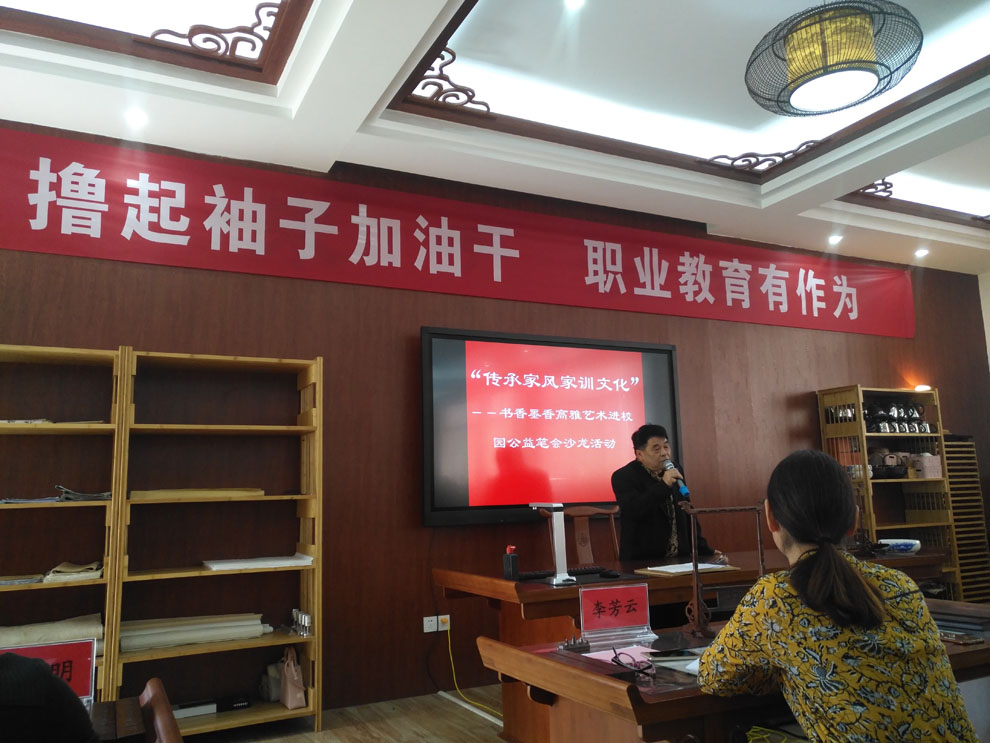 撸起袖子加油干 职业教育有作为
“传承家风家训文化”
——书香墨香高雅艺术进校
园公益笔会沙龙活动
李芳云
明